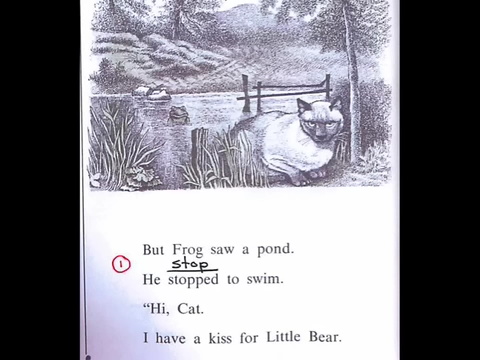 But Frog saw a pond.
① stop
He stopped to swim.
“Hi, Cat.
I have a kiss for Little Bear.